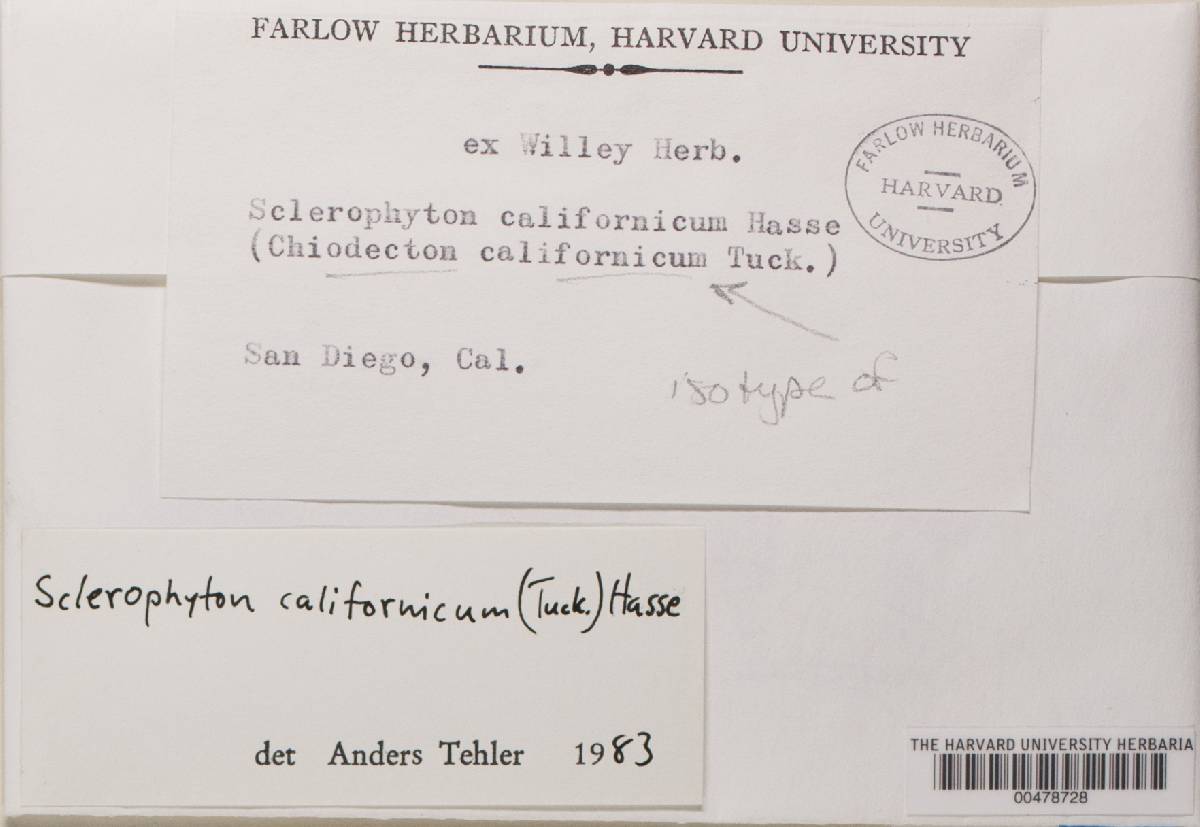 FARLOW HERBARIUM, HARVARD UNIVERSITY
ex Willey Herb.
FARLOW HERBARIUM
HARVARD
UNIVERSITY
Sclerophyton californicum Hasse
(Chiodecton californicum Tuck.)
San Diego, Cal.
isotype of
Sclerophyton californicum (Tuck.) Hasse
det Anders Tehler 1983
THE HARVARD UNIVERSITY HERBARIA
00478728